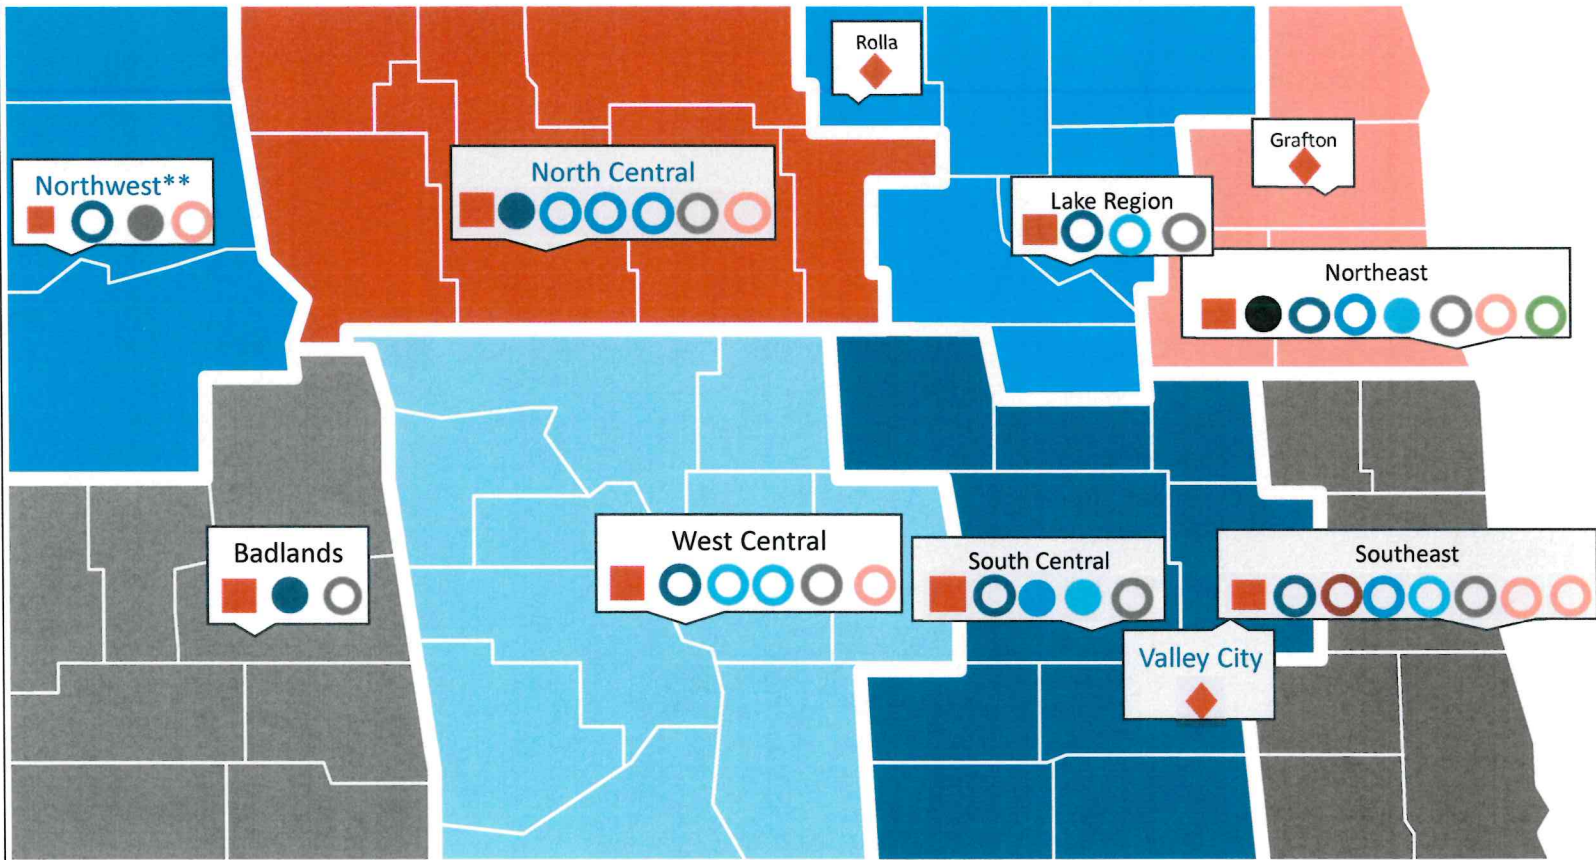 Rolla
Grafton
Northwest**
North Central
Lake Region
Northeast
Badlands
West Central
South Central
Southeast
Valley City